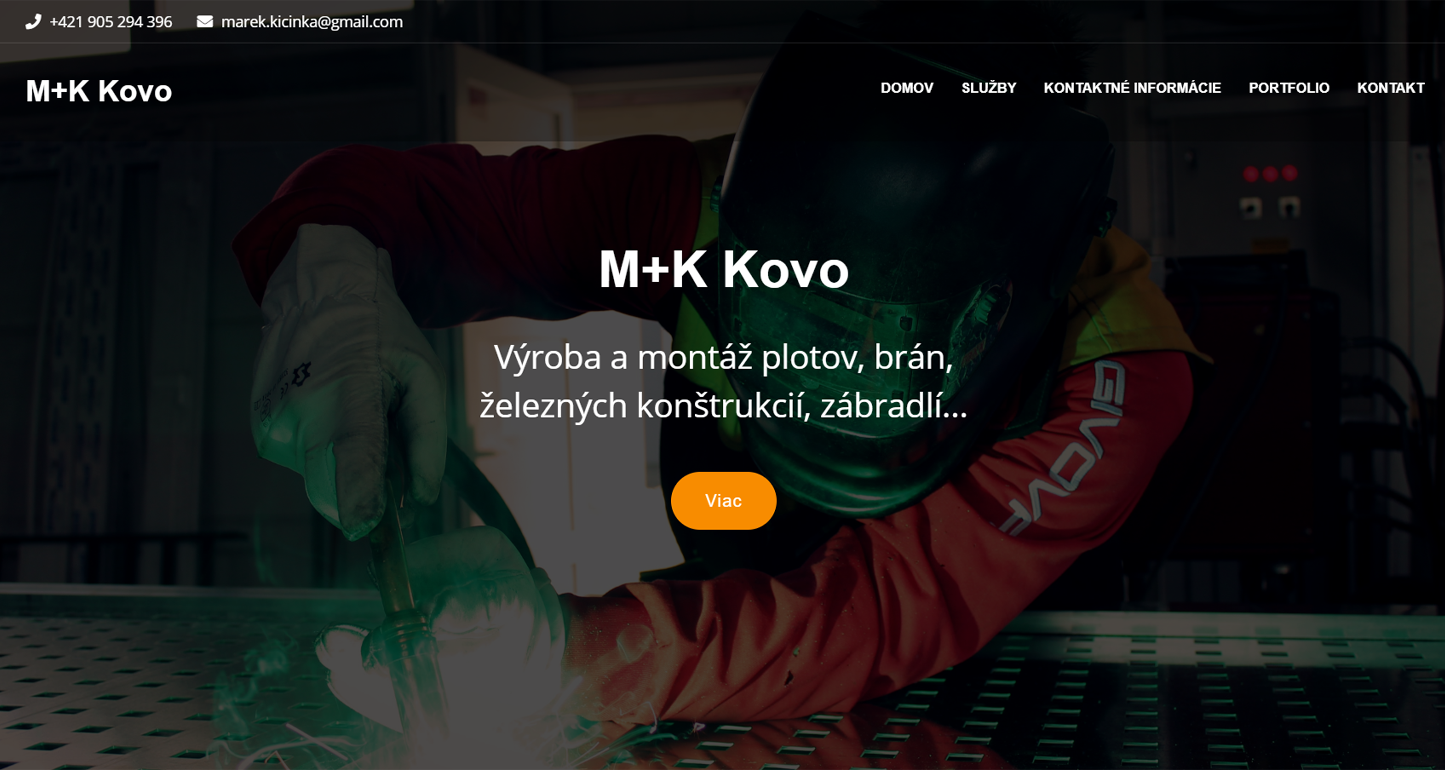 +421 905 294 396 marek.kicinka@gmail.com
M+K Kovo
DOMOV SLUŽBY KONTAKTNÉ INFORMÁCIE PORTFOLIO KONTAKT
M+K Kovo
Výroba a montáž plotov, brán,
železných konštrukcií, zábradlí...
GIVOVA
Viac